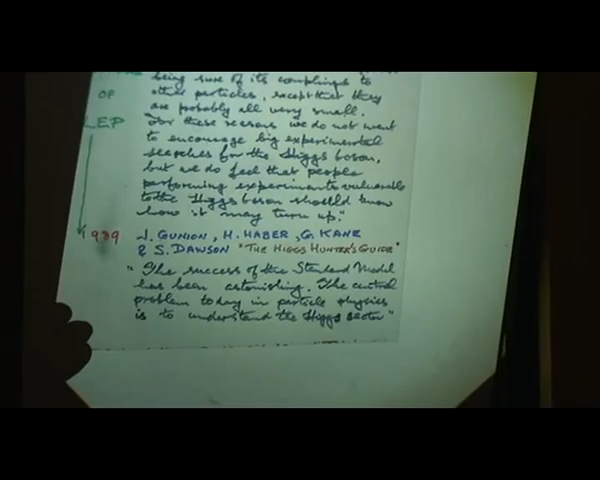 being sure of its couplings to
OF other particles, except that they
are probably all very small.
LEP For these reasons we do not want
to encourage big experimental
searches for the Higgs boson,
but we do feel that people
performing experiments vulnerable
to the Higgs boson should know
how it may turn up."
1989 J. GUNION, H. HABER, G. KANE
& S. DAWSON "THE HIGGS HUNTER'S GUIDE"
"The success of the Standard Model
has been astonishing. The central
problem today in particle physics
is to understand the Higgs sector"